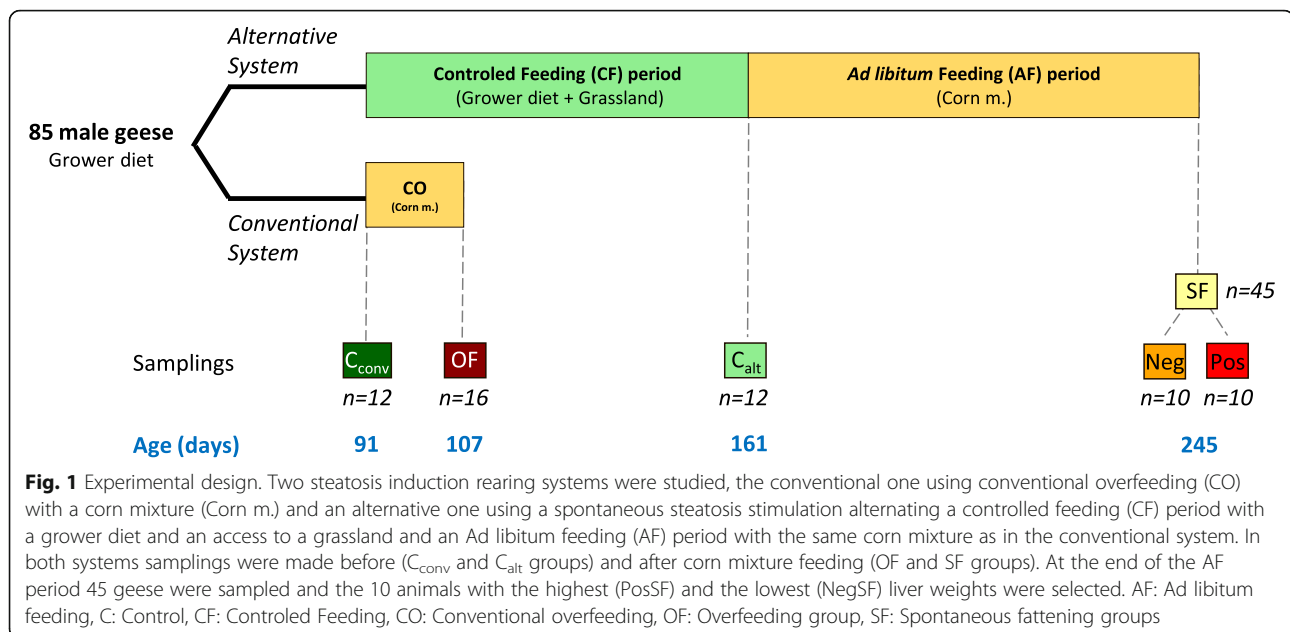 Alternative
System
Controled Feeding (CF) period
(Grower diet + Grassland)
Ad libitum Feeding (AF) period
(Corn m.)
85 male geese
Grower diet
CO
(Corn m.)
Conventional
System
SF n=45
Samplings
Cconv OF Calt Neg Pos
n=12 n=16 n=12 n=10 n=10
Age (days) 91 107 161 245
Fig. 1 Experimental design. Two steatosis induction rearing systems were studied, the conventional one using conventional overfeeding (CO)
with a corn mixture (Corn m.) and an alternative one using a spontaneous steatosis stimulation alternating a controlled feeding (CF) period with
a grower diet and an access to a grassland and an Ad libitum feeding (AF) period with the same corn mixture as in the conventional system. In
both systems samplings were made before (Cconv and Calt groups) and after corn mixture feeding (OF and SF groups). At the end of the AF
period 45 geese were sampled and the 10 animals with the highest (PosSF) and the lowest (NegSF) liver weights were selected. AF: Ad libitum
feeding, C: Control, CF: Controled Feeding, CO: Conventional overfeeding, OF: Overfeeding group, SF: Spontaneous fattening groups